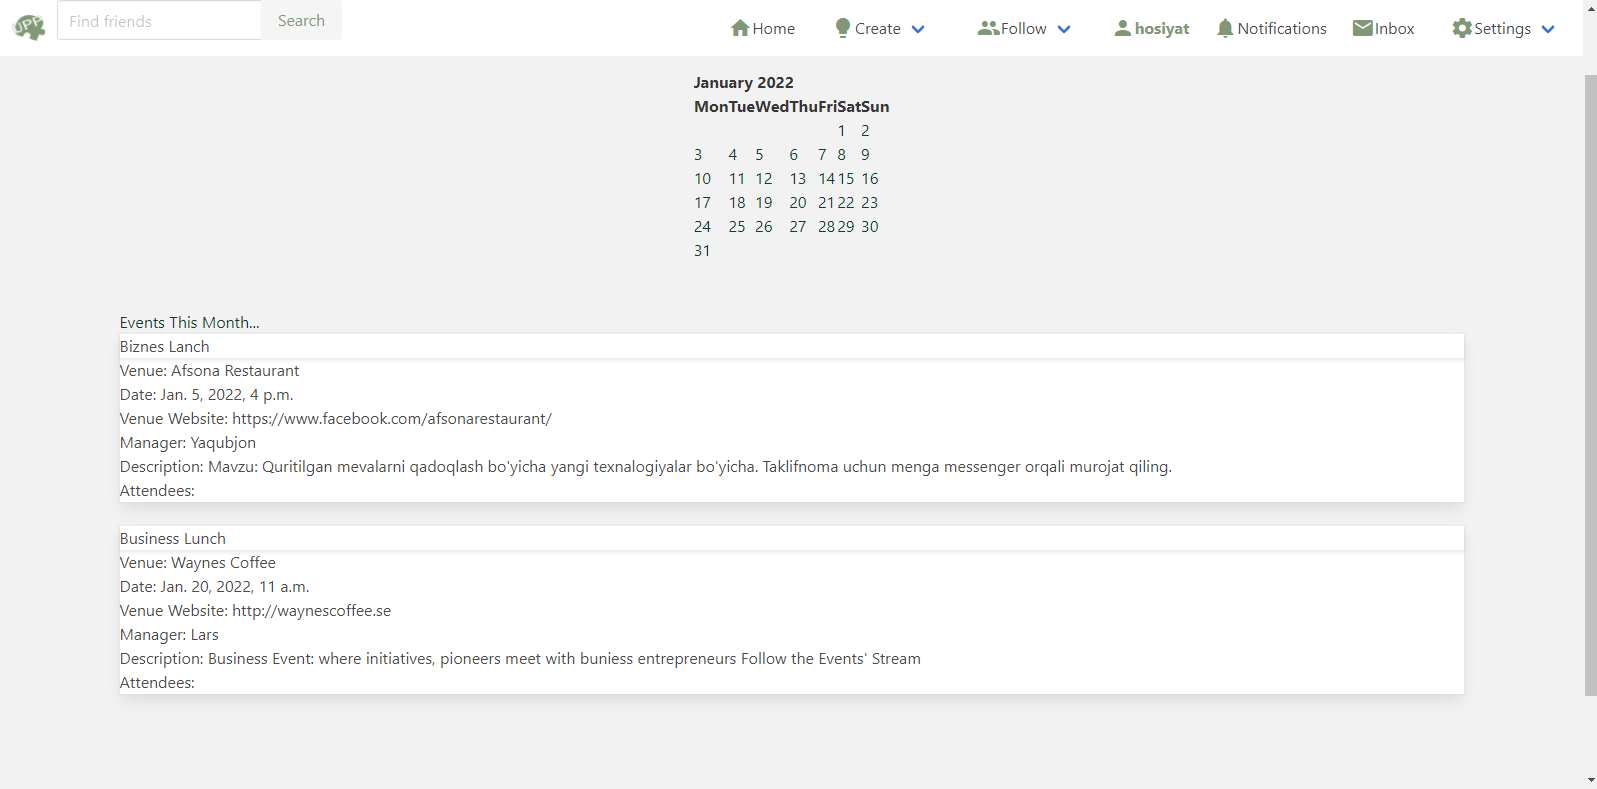 UPP
Find friends
Search
Home
Create
Follow
hosiyat
Notifications
Inbox
Settings
January 2022
Mon Tue Wed Thu Fri Sat Sun
1 2
3 4 5 6 7 8 9
10 11 12 13 14 15 16
17 18 19 20 21 22 23
24 25 26 27 28 29 30
31
Events This Month...
Biznes Lanch
Venue: Afsona Restaurant
Date: Jan. 5, 2022, 4 p.m.
Venue Website: https://www.facebook.com/afsonarestaurant/
Manager: Yaqubjon
Description: Mavzu: Quritilgan mevalarni qadoqlash bo'yicha yangi texnalogiyalar bo'yicha. Taklifnoma uchun menga messenger orqali murojat qiling.
Attendees:
Business Lunch
Venue: Waynes Coffee
Date: Jan. 20, 2022, 11 a.m.
Venue Website: http://waynescoffee.se
Manager: Lars
Description: Business Event: where initiatives, pioneers meet with buniess entrepreneurs Follow the Events' Stream
Attendees: